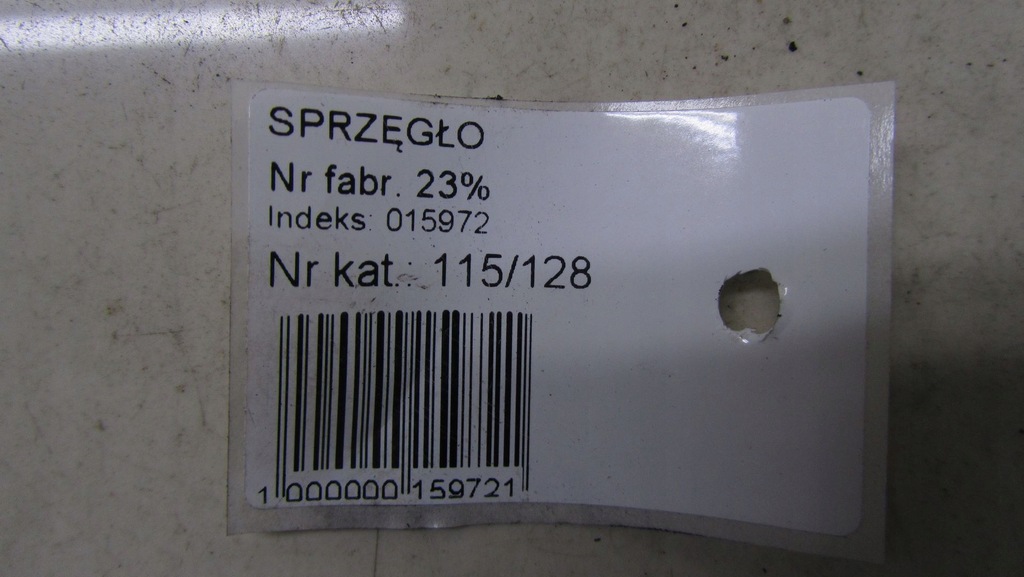 SPRZĘGŁO
Nr fabr. 23%
Indeks: 015972
Nr kat.: 115/128
1 000000 159721